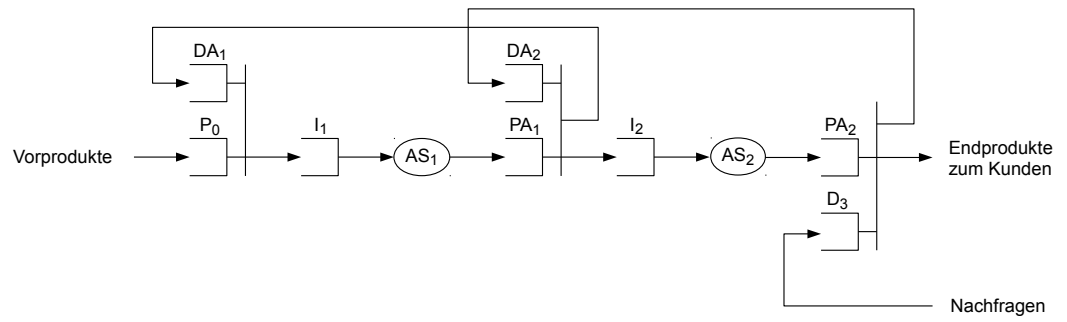 DA1
DA2
P0
I1
AS1
PA1
I2
AS2
PA2
Vorprodukte
Endprodukte
zum Kunden
D3
Nachfragen